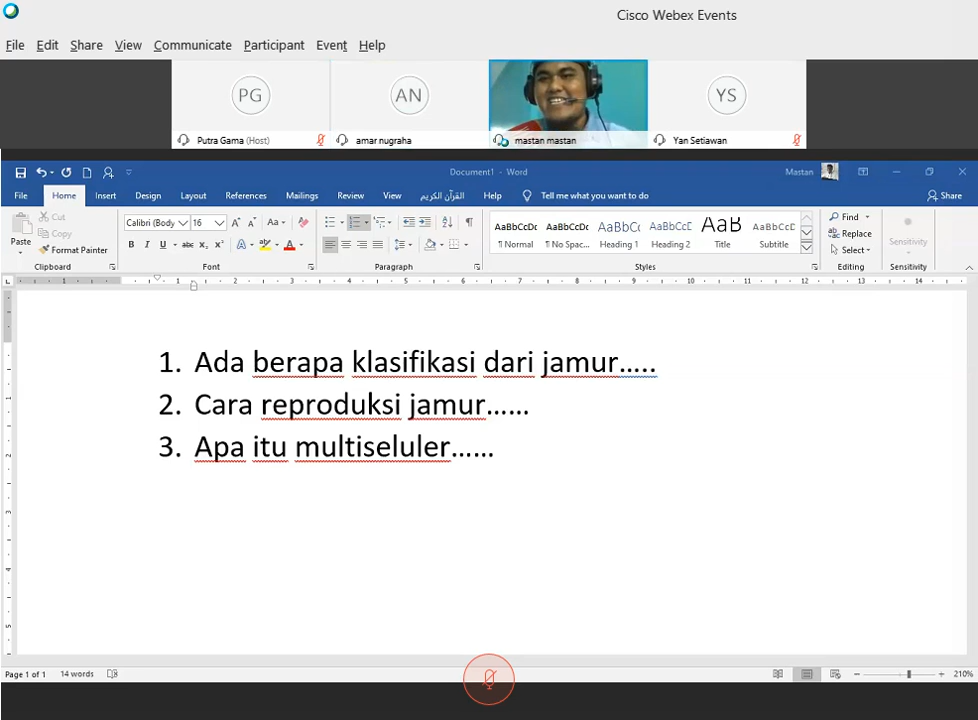 Cisco Webex Events
File Edit Share View Communicate Participant Event Help
PG AN YS
Putra Gama (Host) amar nugraha mastan mastan Yan Setiawan
Document1 - Word Mastan
File Home Insert Design Layout References Mailings Review View القرآن الكريم Help Tell me what you want to do Share
Paste Cut Copy Format Painter
Clipboard
Calibri (Body) 16
Font
Paragraph
AaBbCcDc AaBbCcDc AaBbCc AaBbCcD AaB AaBbCcD
¶ Normal ¶ No Spac... Heading 1 Heading 2 Title Subtitle
Styles
Find
Replace
Select
Editing
Sensitivity
Sensitivity
1. Ada berapa klasifikasi dari jamur.....
2. Cara reproduksi jamur......
3. Apa itu multiseluler......
Page 1 of 1 14 words 210%